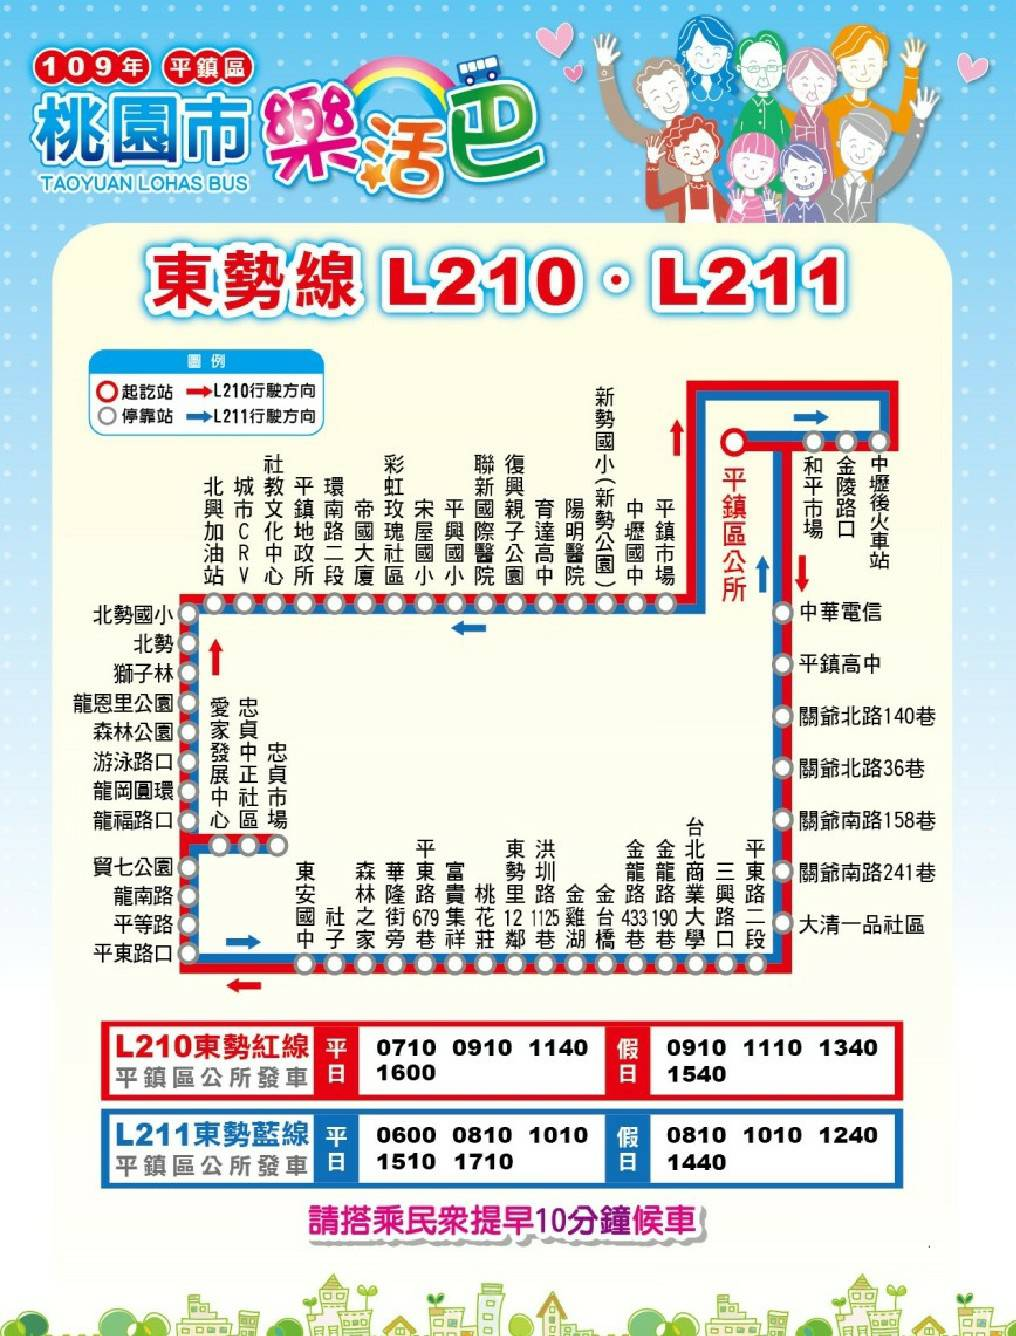 109年 平鎮區
桃園市 樂活巴
TAOYUAN LOHAS BUS
東勢線 L210・L211
圖例
起訖站 L210行駛方向
停靠站 L211行駛方向
北興加油站
城市CRV
社教文化中心
平鎮地政所
環南路二段
帝國大廈
彩虹玫瑰社區
宋屋國小
平興國小
聯新國際醫院
復興親子公園
育達高中
陽明醫院
新勢國小(新勢公園)
中壢國中
平鎮市場
平鎮區公所
和平市場
金陵路口
中壢後火車站
北勢國小
北勢
獅子林
龍恩里公園
森林公園
游泳路口
龍岡圓環
龍福路口
愛家發展中心
忠貞中正社區
忠貞市場
貿七公園
龍南路
平等路
平東路口
東安國中
社子
森林之家
華隆街旁
平東路679巷
富貴集祥
桃花莊
東勢里12鄰
洪圳路1125巷
金雞湖
金台橋
金龍路433巷
金龍路190巷
台北商業大學
三興路口
平東路二段
中華電信
平鎮高中
關爺北路140巷
關爺北路36巷
關爺南路158巷
關爺南路241巷
大清一品社區
L210東勢紅線
平鎮區公所發車
平日
0710 0910 1140
1600
假日
0910 1110 1340
1540
L211東勢藍線
平鎮區公所發車
平日
0600 0810 1010
1510 1710
假日
0810 1010 1240
1440
請搭乘民眾提早10分鐘候車